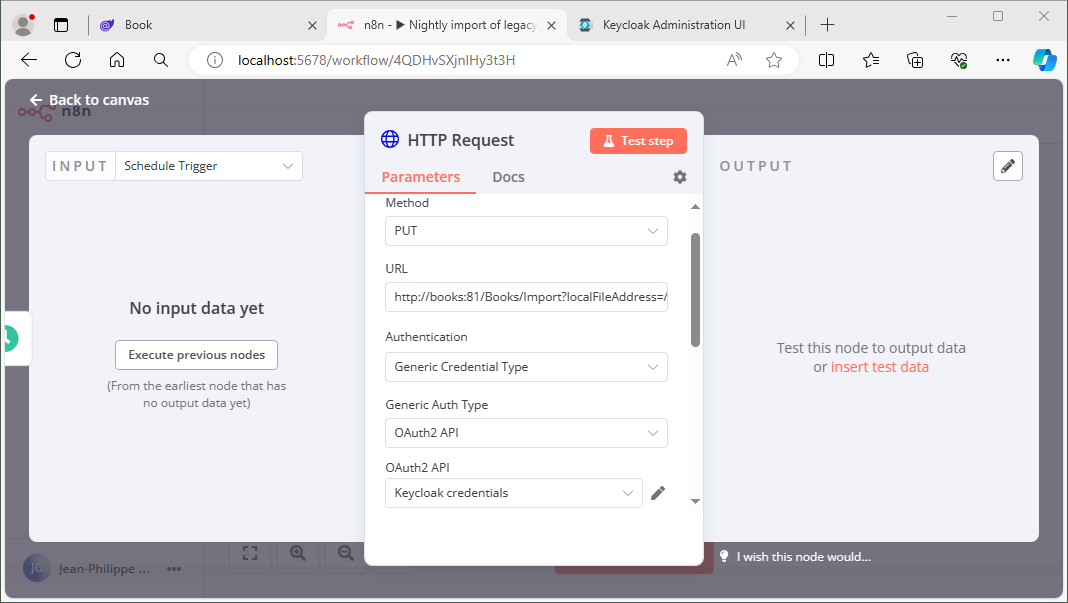 Book
n8n - ▶ Nightly import of legacy
Keycloak Administration UI
localhost:5678/workflow/4QDHvSXjnIHy3t3H
Back to canvas
n8n
INPUT
Schedule Trigger
No input data yet
Execute previous nodes
(From the earliest node that has
no output data yet)
HTTP Request
Test step
Parameters
Docs
Method
PUT
URL
http://books:81/Books/Import?localFileAddress=/
Authentication
Generic Credential Type
Generic Auth Type
OAuth2 API
OAuth2 API
Keycloak credentials
OUTPUT
Test this node to output data
or insert test data
I wish this node would...
JG
Jean-Philippe ...